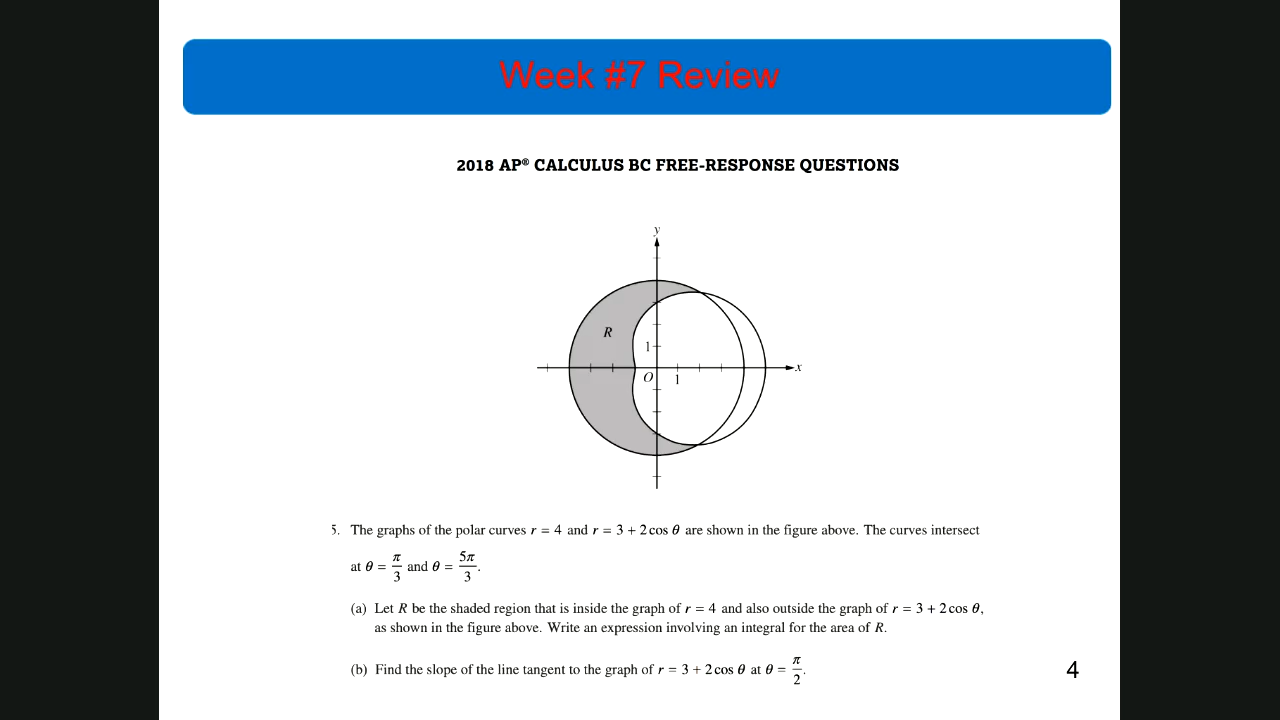 Week #7 Review
2018 AP® CALCULUS BC FREE-RESPONSE QUESTIONS
y
R
1
O
1
x
5. The graphs of the polar curves r = 4 and r = 3 + 2 cos θ are shown in the figure above. The curves intersect
at θ = π/3 and θ = 5π/3.
(a) Let R be the shaded region that is inside the graph of r = 4 and also outside the graph of r = 3 + 2 cos θ,
as shown in the figure above. Write an expression involving an integral for the area of R.
(b) Find the slope of the line tangent to the graph of r = 3 + 2 cos θ at θ = π/2.
4